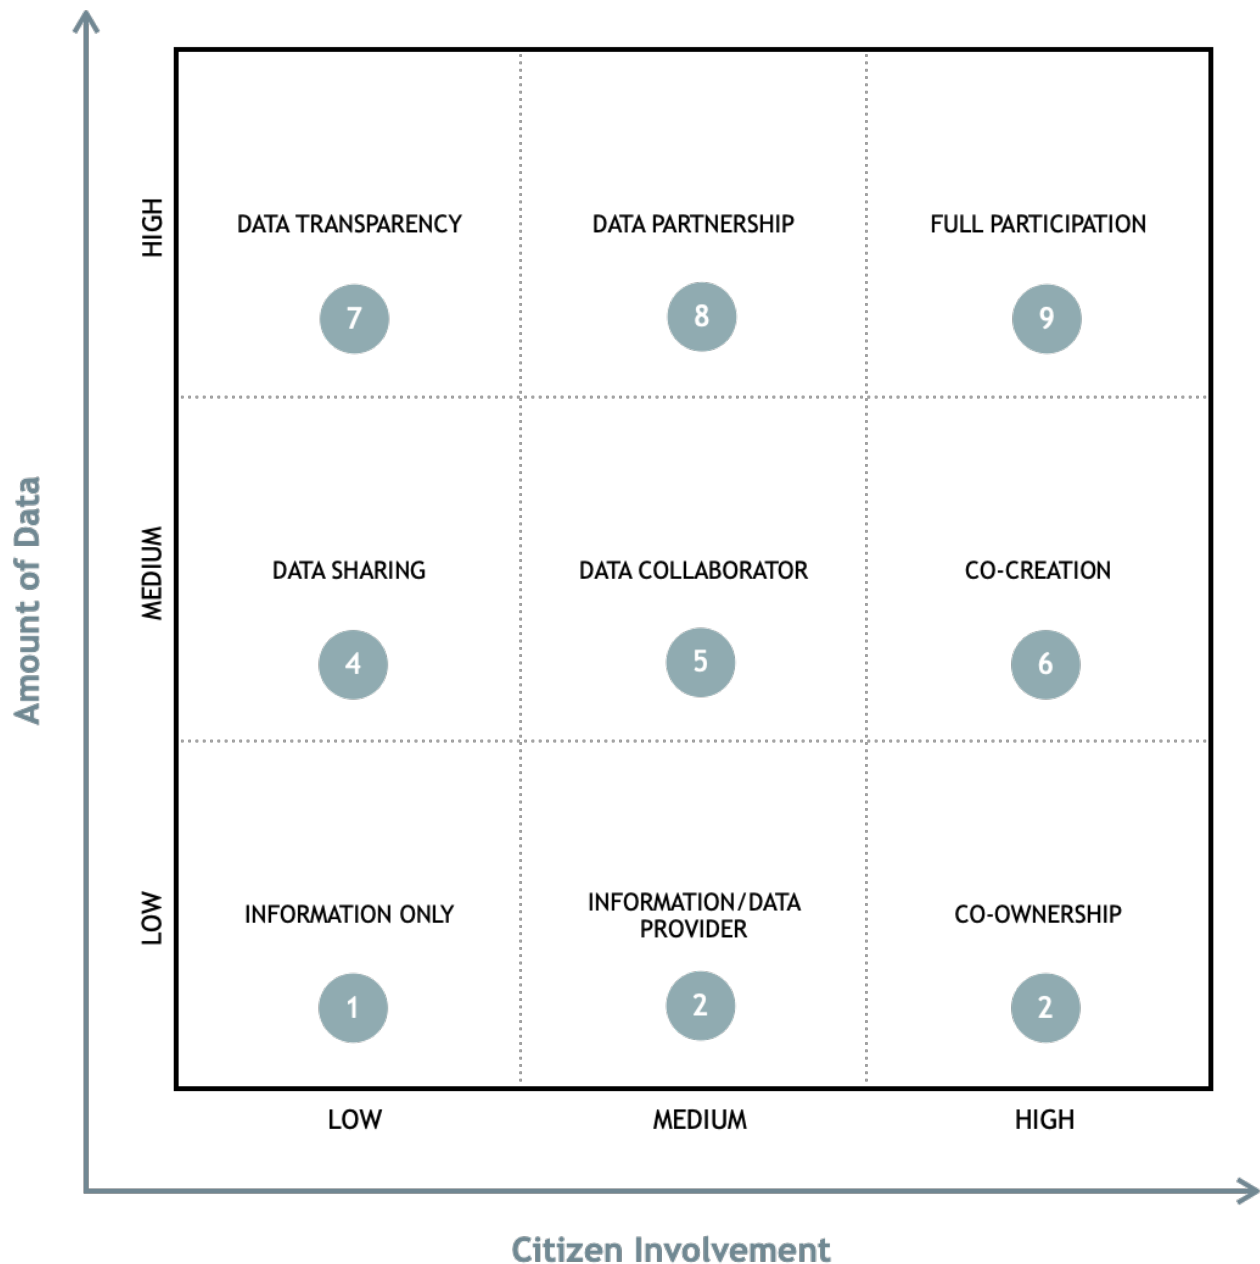 HIGH
DATA TRANSPARENCY
DATA PARTNERSHIP
FULL PARTICIPATION
7
8
9
Amount of Data
MEDIUM
DATA SHARING
DATA COLLABORATOR
CO-CREATION
4
5
6
LOW
INFORMATION ONLY
INFORMATION/DATA
PROVIDER
CO-OWNERSHIP
1
2
2
LOW
MEDIUM
HIGH
Citizen Involvement